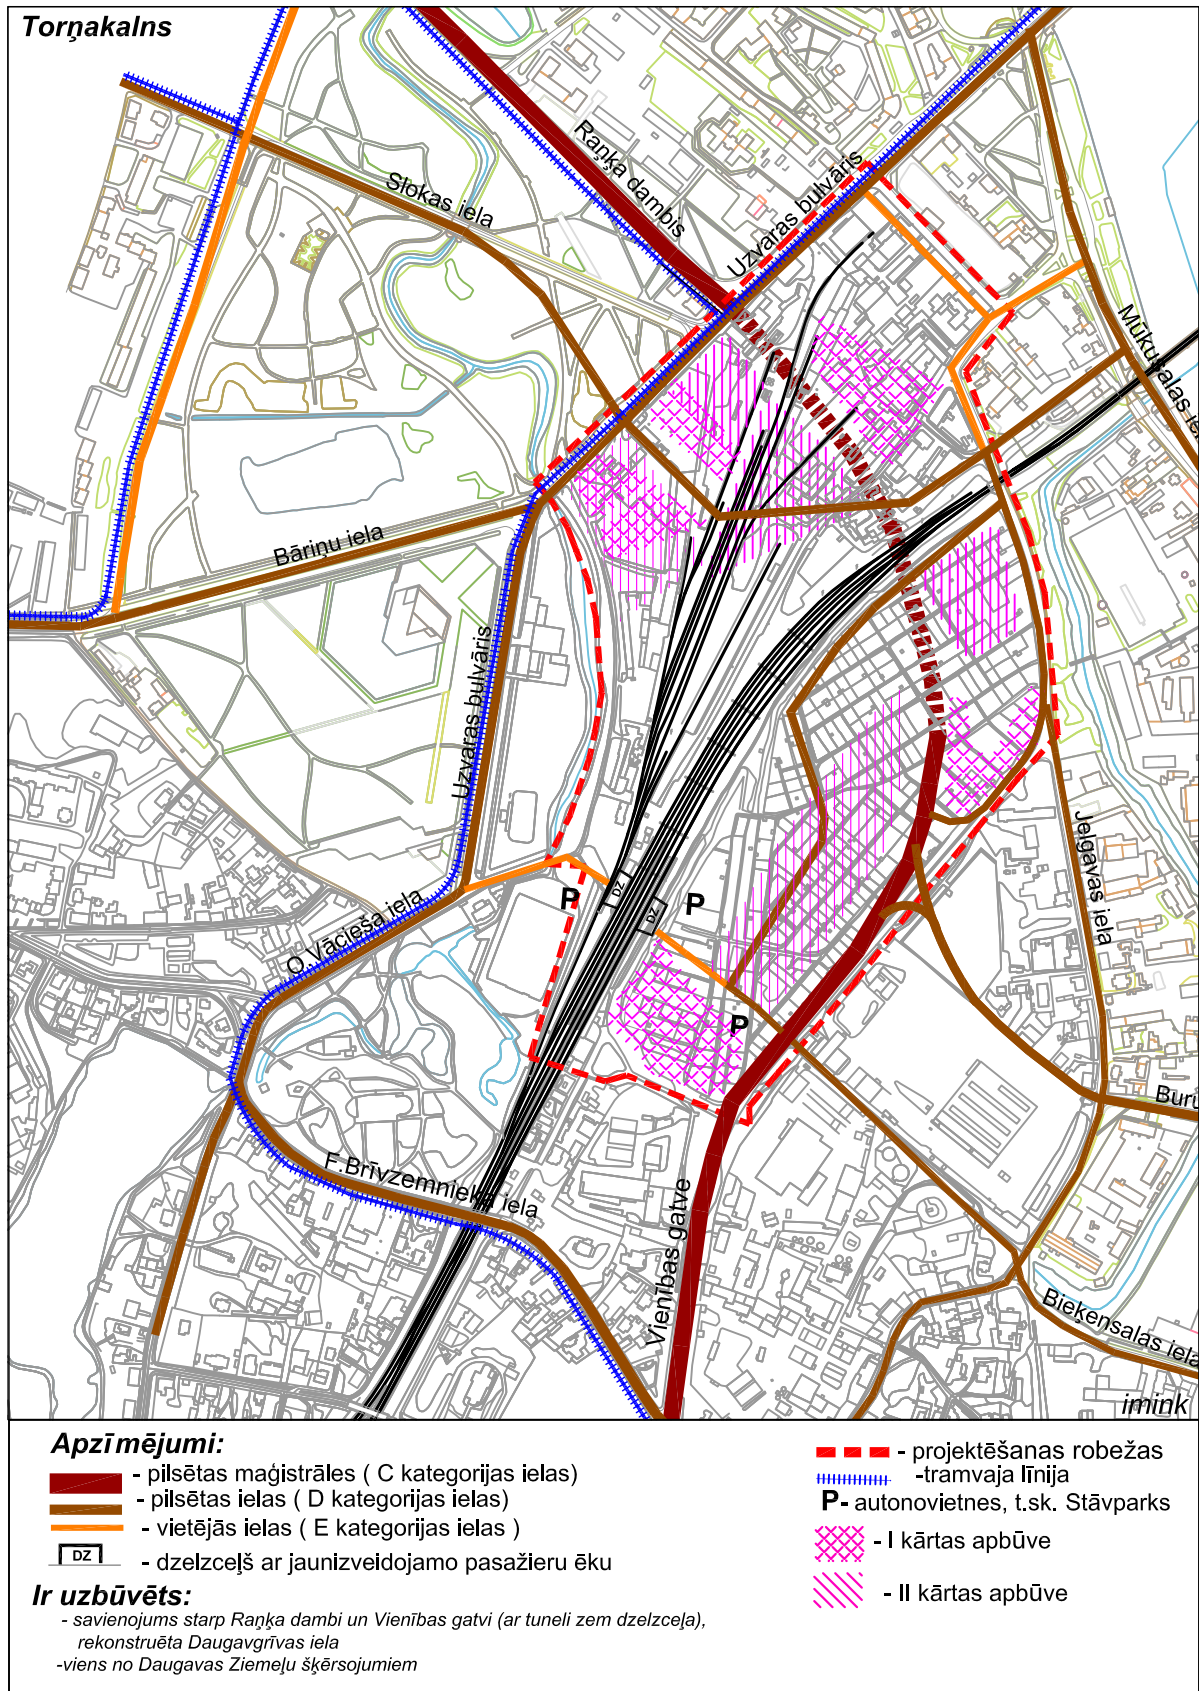 Torņakalns
Raņķa dambis
Uzvaras bulvāris
Slokas iela
Mūkusalas ie
Bāriņu iela
Uzvaras bulvāris
DZ
P
P
DZ
Jelgavas iela
O.Vācieša iela
P
Buru
F.Brīvzemnieka iela
Vienības gatve
Bieķensalas iela
imink
Apzīmējumi:
- pilsētas maģistrāles ( C kategorijas ielas)
- pilsētas ielas ( D kategorijas ielas)
- vietējās ielas ( E kategorijas ielas )
DZ - dzelzceļš ar jaunizveidojamo pasažieru ēku
Ir uzbūvēts:
- savienojums starp Raņķa dambi un Vienības gatvi (ar tuneli zem dzelzceļa),
rekonstruēta Daugavgrīvas iela
-viens no Daugavas Ziemeļu šķērsojumiem
- projektēšanas robežas
-tramvaja līnija
P- autonovietnes, t.sk. Stāvparks
- I kārtas apbūve
- II kārtas apbūve